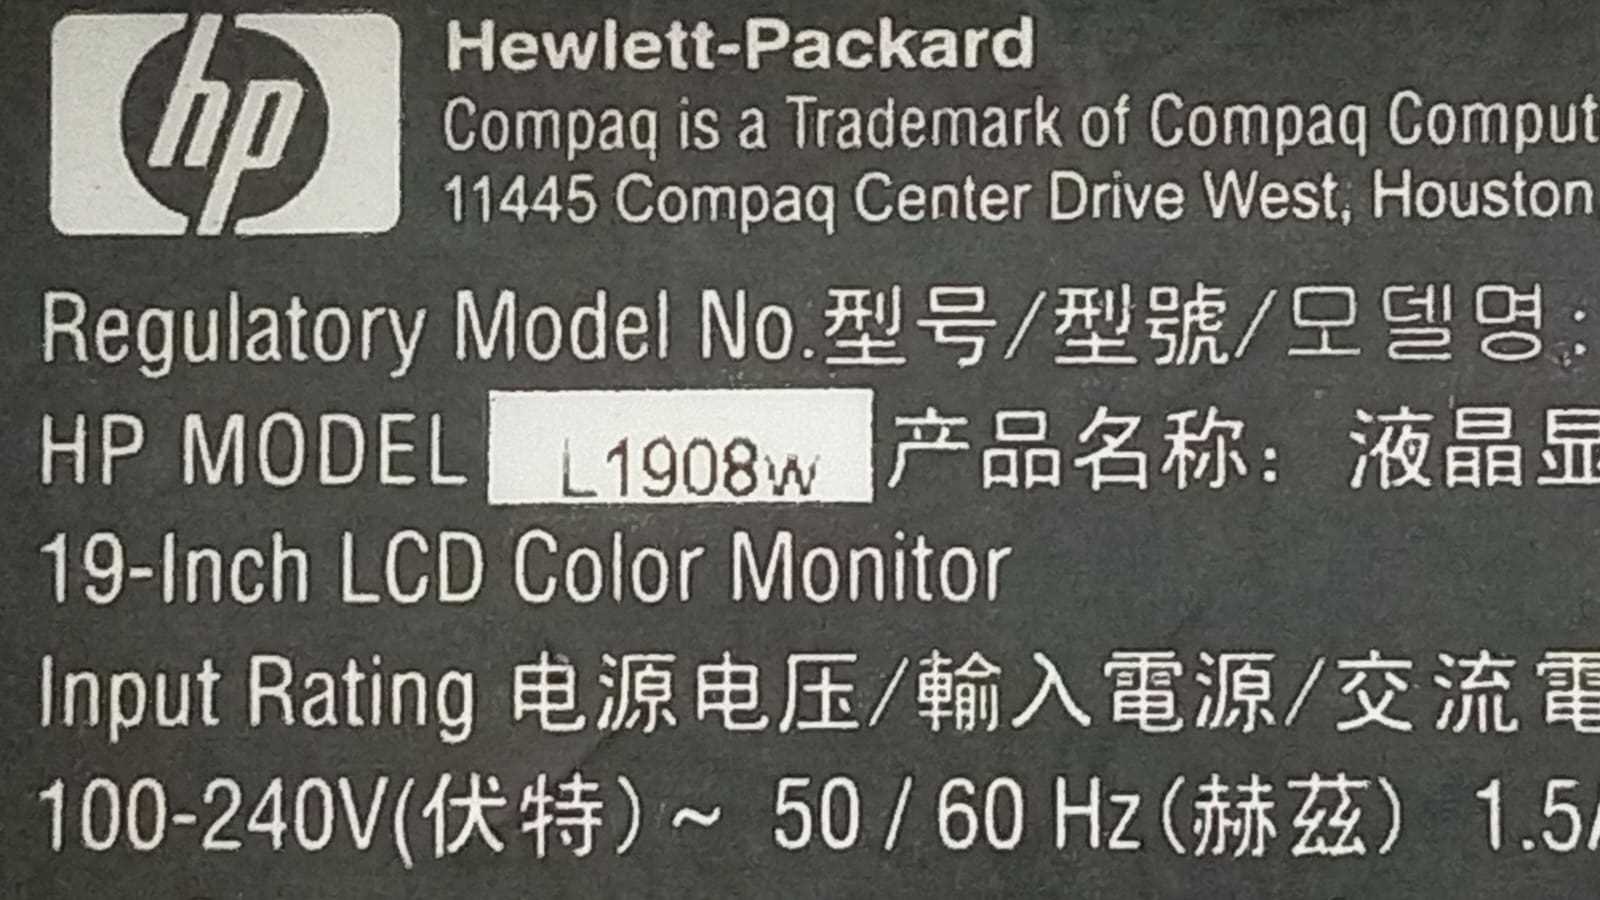 hp
Hewlett-Packard
Compaq is a Trademark of Compaq Comput
11445 Compaq Center Drive West, Houston
Regulatory Model No.型号/型號/모델명:
HP MODEL L1908w 产品名称: 液晶显
19-Inch LCD Color Monitor
Input Rating 电源电压/輸入電源/交流電
100-240V(伏特)~ 50 / 60 Hz(赫茲) 1.5